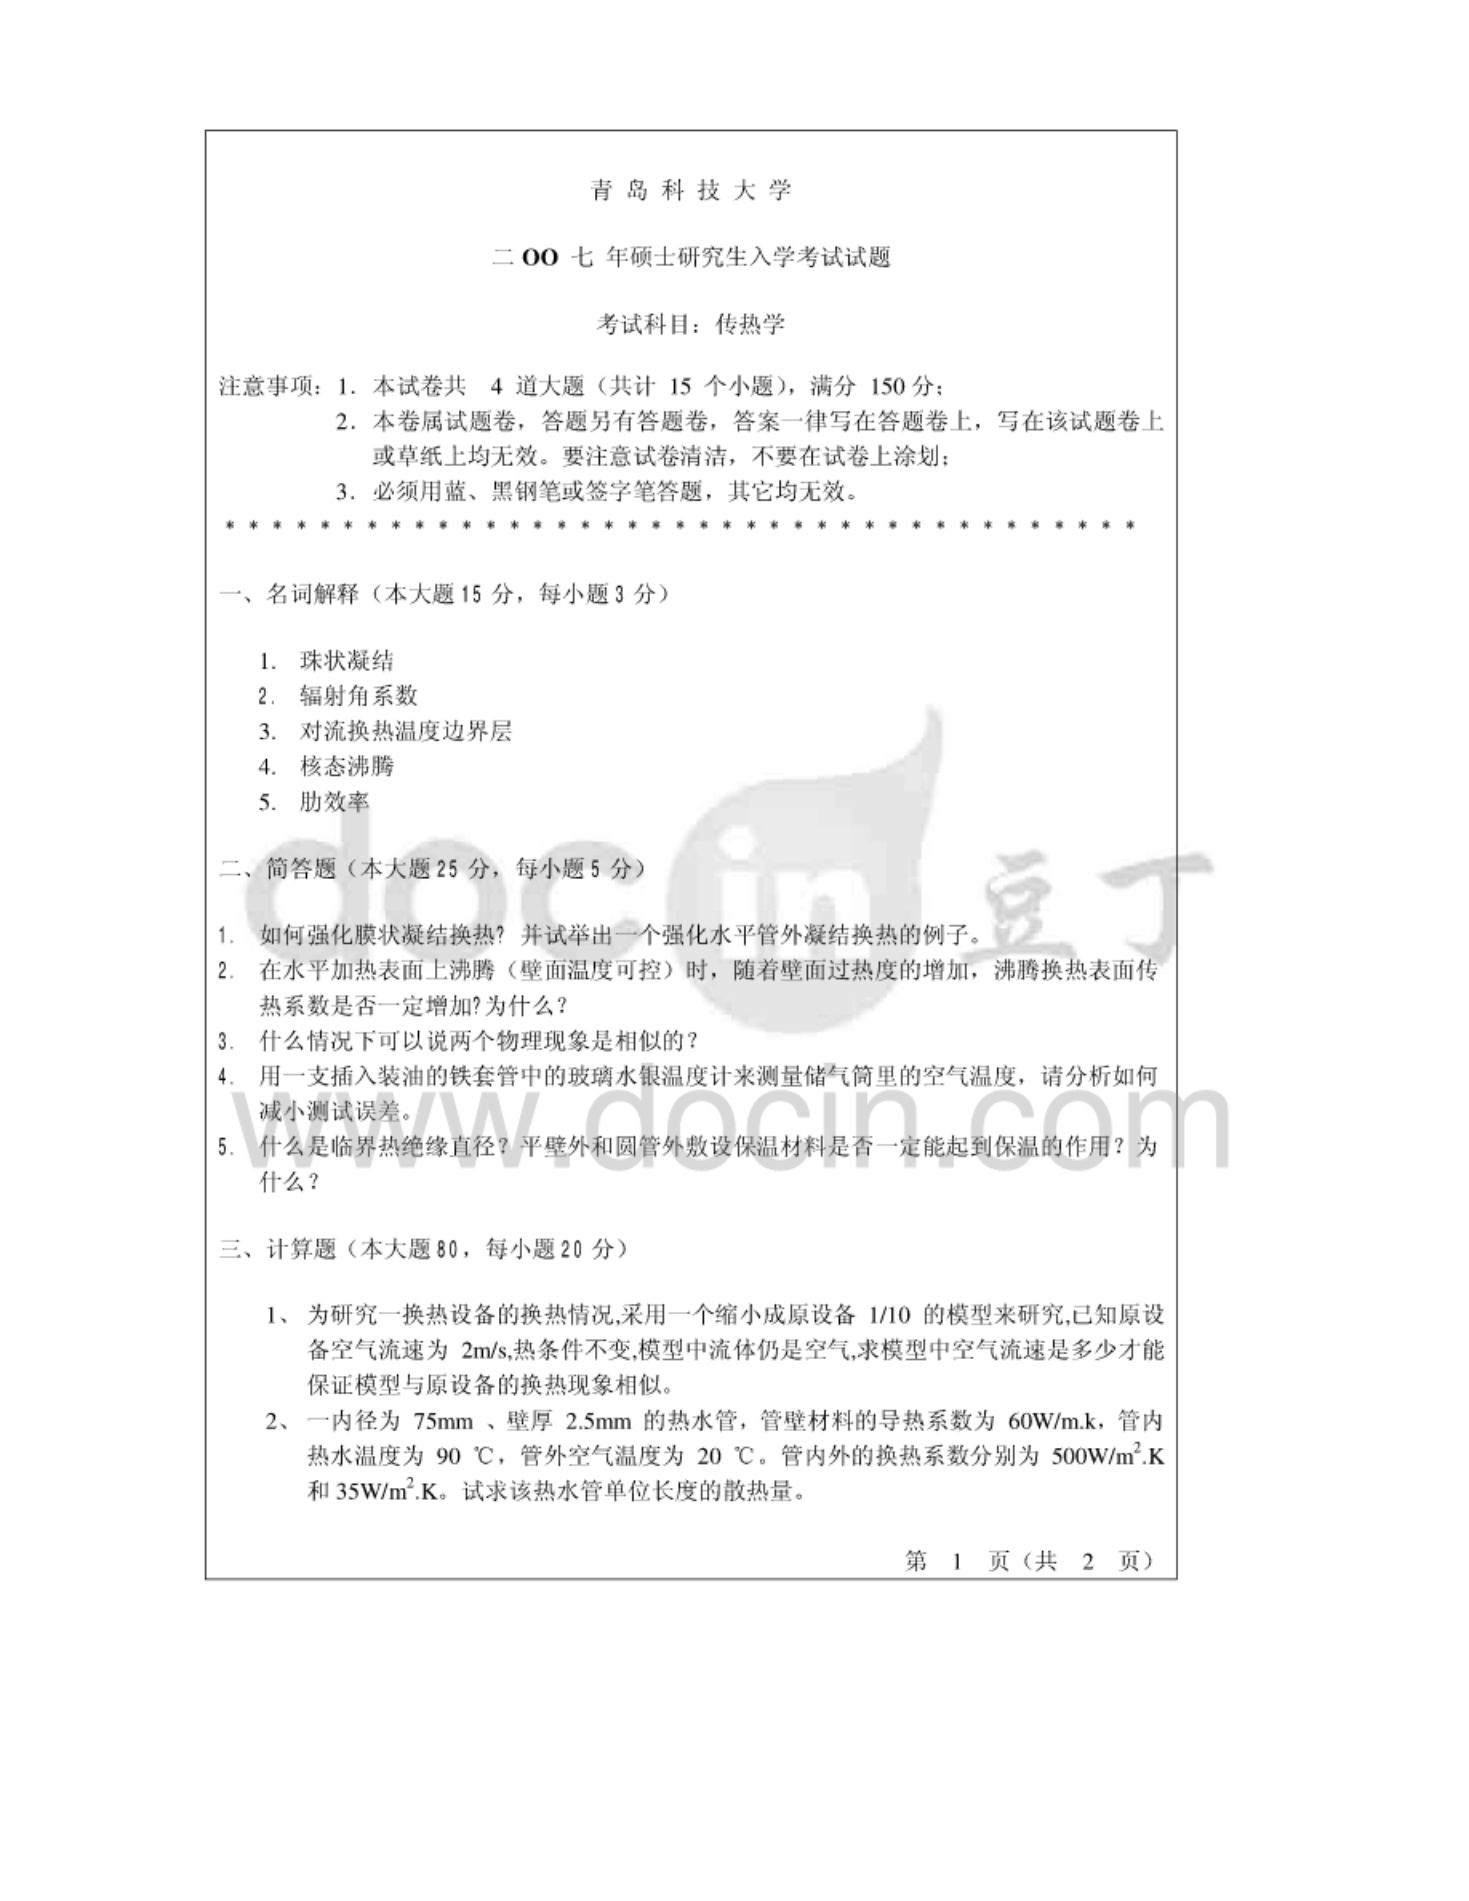 青 岛 科 技 大 学
二 OO 七 年硕士研究生入学考试试题
考试科目：传热学
注意事项：1．本试卷共 4 道大题（共计 15 个小题），满分 150 分；
2．本卷属试题卷，答题另有答题卷，答案一律写在答题卷上，写在该试题卷上
或草纸上均无效。要注意试卷清洁，不要在试卷上涂划；
3．必须用蓝、黑钢笔或签字笔答题，其它均无效。
* * * * * * * * * * * * * * * * * * * * * * * * * * * * * * * * * * * * * * *
一、名词解释（本大题 15 分，每小题 3 分）
1. 珠状凝结
2. 辐射角系数
3. 对流换热温度边界层
4. 核态沸腾
5. 肋效率
二、简答题（本大题 25 分，每小题 5 分）
1. 如何强化膜状凝结换热？并试举出一个强化水平管外凝结换热的例子。
2. 在水平加热表面上沸腾（壁面温度可控）时，随着壁面过热度的增加，沸腾换热表面传
热系数是否一定增加?为什么？
3. 什么情况下可以说两个物理现象是相似的？
4. 用一支插入装油的铁套管中的玻璃水银温度计来测量储气筒里的空气温度，请分析如何
减小测试误差。
5. 什么是临界热绝缘直径？平壁外和圆管外敷设保温材料是否一定能起到保温的作用？为
什么？
三、计算题（本大题 80，每小题 20 分）
1、 为研究一换热设备的换热情况,采用一个缩小成原设备 1/10 的模型来研究,已知原设
备空气流速为 2m/s,热条件不变,模型中流体仍是空气,求模型中空气流速是多少才能
保证模型与原设备的换热现象相似。
2、 一内径为 75mm 、壁厚 2.5mm 的热水管，管壁材料的导热系数为 60W/m.k，管内
热水温度为 90 ℃，管外空气温度为 20 ℃。管内外的换热系数分别为 500W/m².K
和 35W/m².K。试求该热水管单位长度的散热量。
第 1 页（共 2 页）
docin 豆丁
www.docin.com